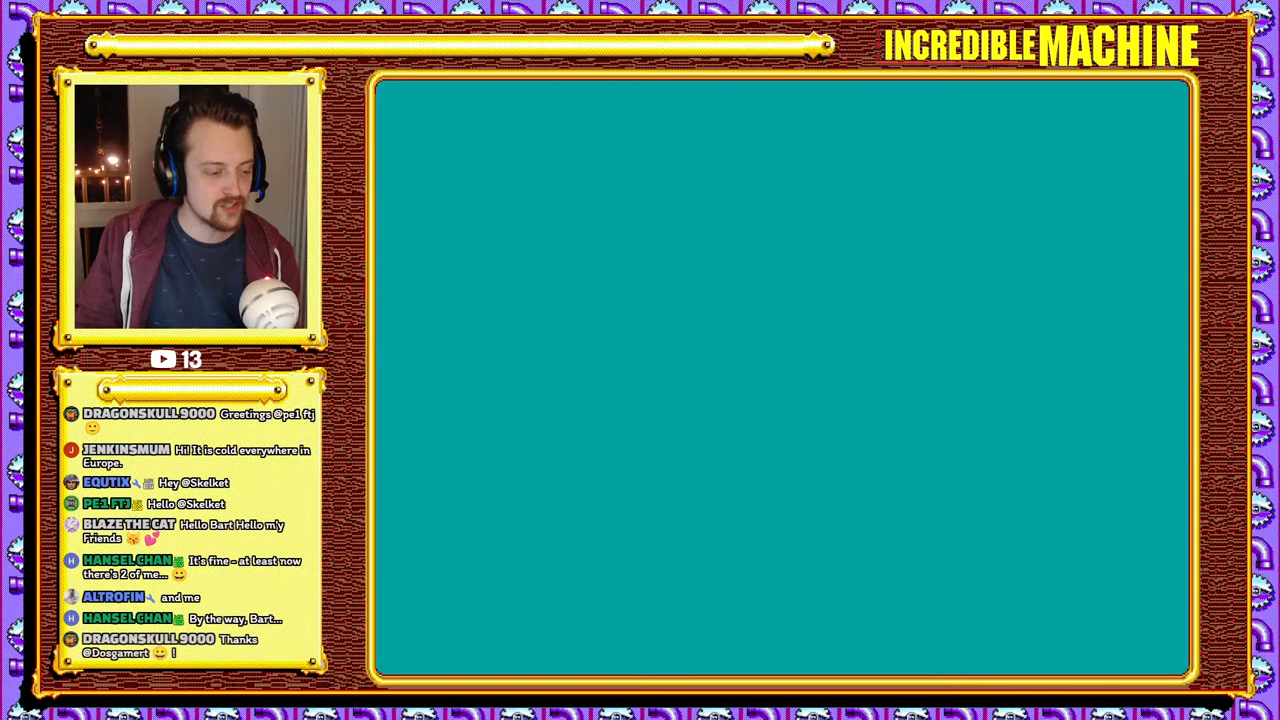 INCREDIBLE MACHINE
13
DRAGONSKULL9000 Greetings @pe1 ftj
🙂
JENKINSMUM Hi! It is cold everywhere in
Europe.
EQUTIX Hey @Skelket
PE1 FTJ Hello @Skelket
BLAZE THE CAT Hello Bart Hello m'y
Friends 😽 💕
HANSEL CHAN It's fine - at least now
there's 2 of me... 😀
ALTROFIN and me
HANSEL CHAN By the way, Bart...
DRAGONSKULL9000 Thanks
@Dosgamert 😀 !